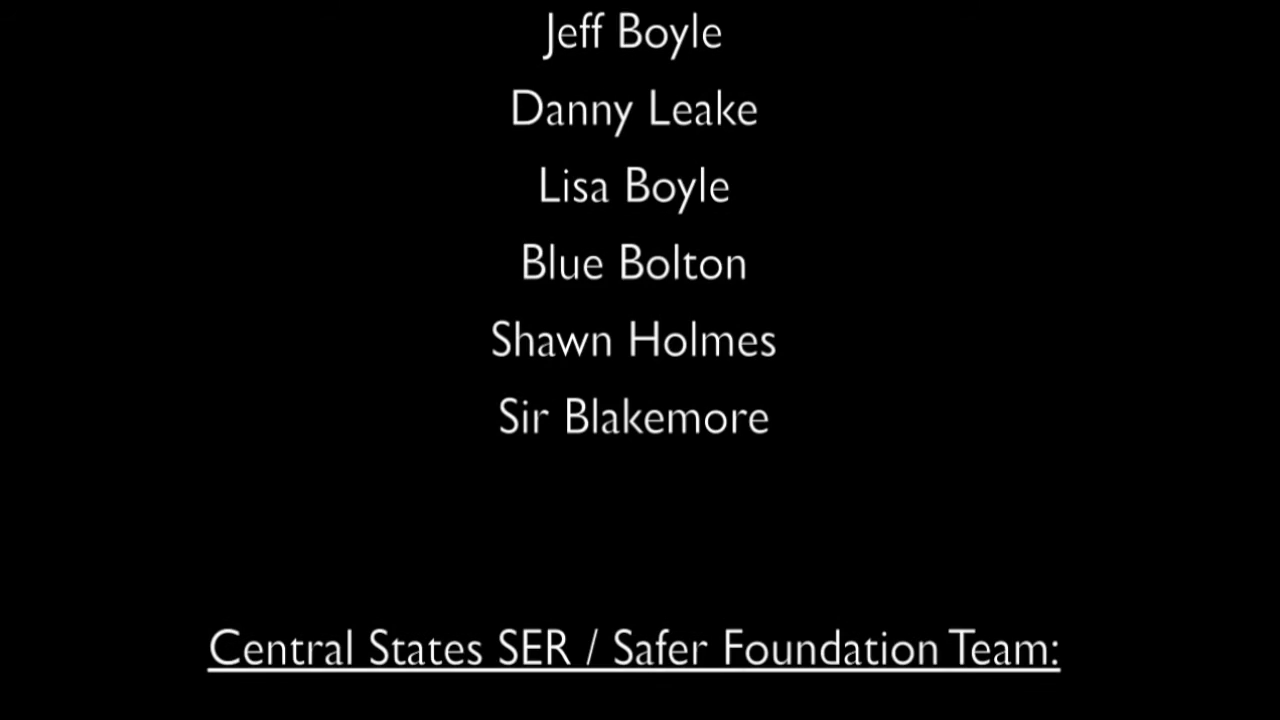 Jeff Boyle
Danny Leake
Lisa Boyle
Blue Bolton
Shawn Holmes
Sir Blakemore
Central States SER / Safer Foundation Team: